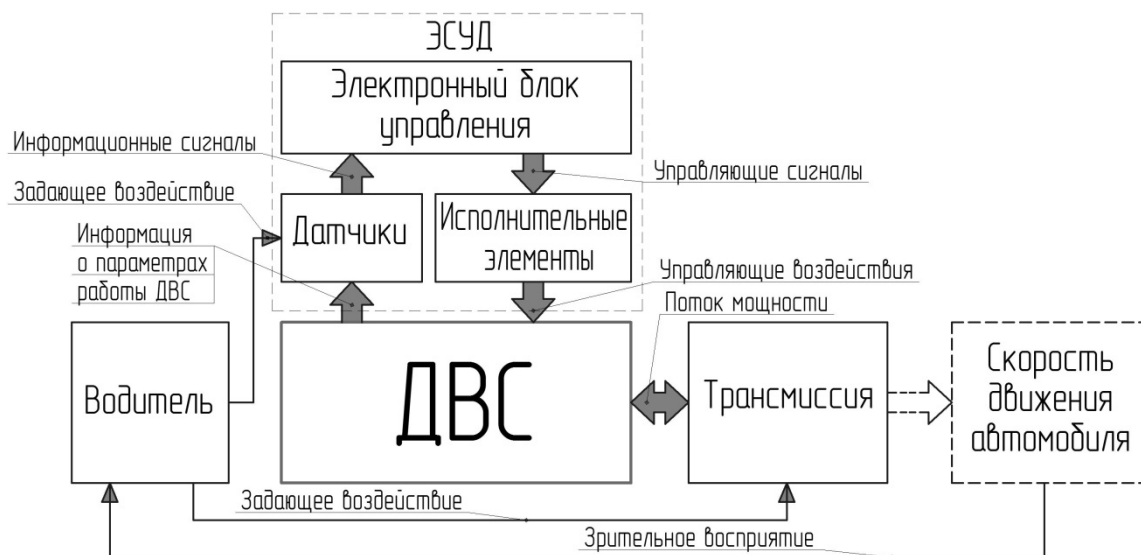 ЭСУД
Электронный блок
управления
Информационные сигналы
Управляющие сигналы
Задающее воздействие
Датчики
Исполнительные
элементы
Информация
о параметрах
работы ДВС
Управляющие воздействия
Поток мощности
Водитель
ДВС
Трансмиссия
Скорость
движения
автомобиля
Задающее воздействие
Зрительное восприятие